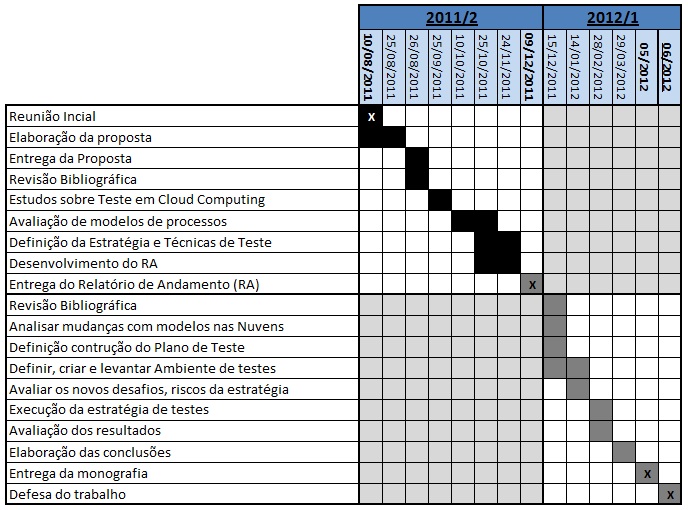 2011/2 2012/1
10/08/2011 25/08/2011 26/08/2011 25/09/2011 10/10/2011 25/10/2011 24/11/2011 09/12/2011 15/12/2011 14/01/2012 28/02/2012 29/03/2012 05/2012 06/2012
Reunião Incial X
Elaboração da proposta
Entrega da Proposta
Revisão Bibliográfica
Estudos sobre Teste em Cloud Computing
Avaliação de modelos de processos
Definição da Estratégia e Técnicas de Teste
Desenvolvimento do RA
Entrega do Relatório de Andamento (RA) X
Revisão Bibliográfica
Analisar mudanças com modelos nas Nuvens
Definição contrução do Plano de Teste
Definir, criar e levantar Ambiente de testes
Avaliar os novos desafios, riscos da estratégia
Execução da estratégia de testes
Avaliação dos resultados
Elaboração das conclusões
Entrega da monografia X
Defesa do trabalho X